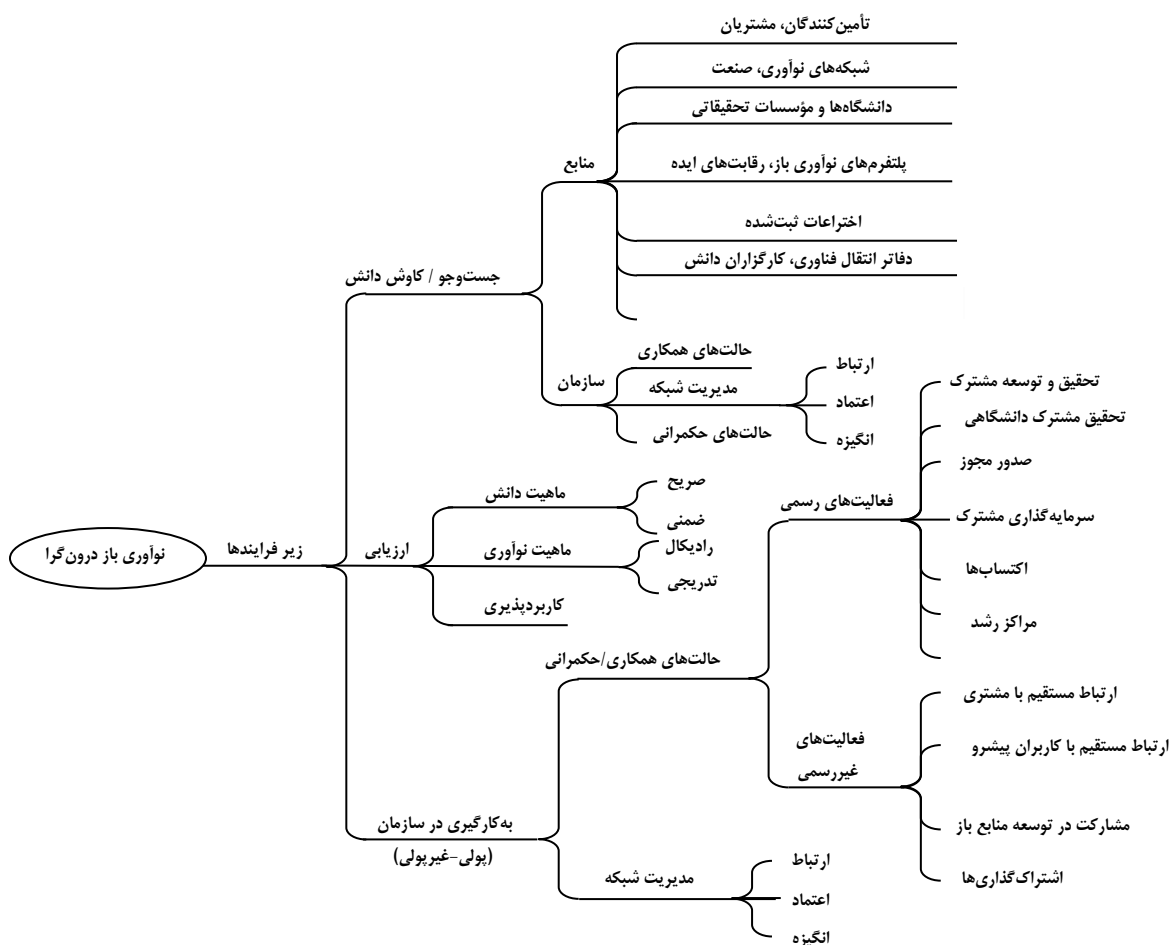 نوآوری باز درون‌گرا
زیر فرایندها
جست‌وجو / کاوش دانش
منابع
تأمین‌کنندگان، مشتریان
شبکه‌های نوآوری، صنعت
دانشگاه‌ها و مؤسسات تحقیقاتی
پلتفرم‌های نوآوری باز، رقابت‌های ایده
اختراعات ثبت‌شده
دفاتر انتقال فناوری، کارگزاران دانش
سازمان
حالت‌های همکاری
مدیریت شبکه
ارتباط
اعتماد
انگیزه
حالت‌های حکمرانی
ارزیابی
ماهیت دانش
صریح
ضمنی
ماهیت نوآوری
رادیکال
تدریجی
کاربردپذیری
به‌کارگیری در سازمان
(پولی-غیرپولی)
حالت‌های همکاری/حکمرانی
فعالیت‌های رسمی
تحقیق و توسعه مشترک
تحقیق مشترک دانشگاهی
صدور مجوز
سرمایه‌گذاری مشترک
اکتساب‌ها
مراکز رشد
فعالیت‌های
غیررسمی
ارتباط مستقیم با مشتری
ارتباط مستقیم با کاربران پیشرو
مشارکت در توسعه منابع باز
اشتراک‌گذاری‌ها
مدیریت شبکه
ارتباط
اعتماد
انگیزه